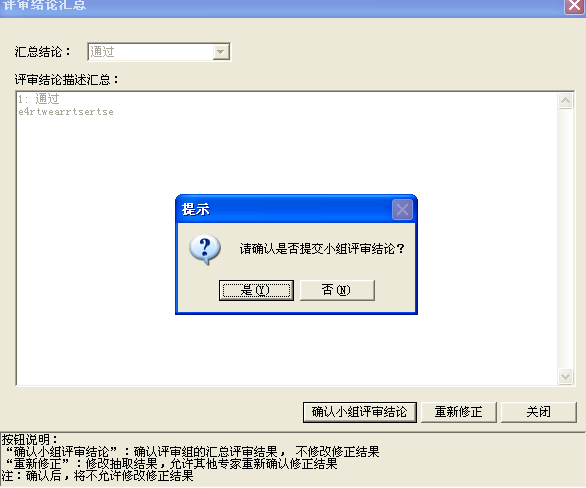 评审结论汇总
汇总结论： 通过
评审结论描述汇总：
1: 通过
e4rtwearrtsertse
提示
请确认是否提交小组评审结论？
是(Y) 否(N)
确认小组评审结论 重新修正 关闭
按钮说明：
“确认小组评审结论”：确认评审组的汇总评审结果， 不修改修正结果
“重新修正”：修改抽取结果，允许其他专家重新确认修正结果
注：确认后，将不允许修改修正结果